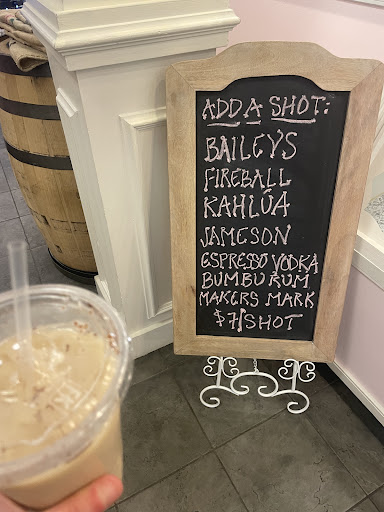 ADD A SHOT:
BAILEYS
FIREBALL
KAHLUA
JAMESON
ESPRESSO VODKA
BUMBU RUM
MAKERS MARK
$7/SHOT